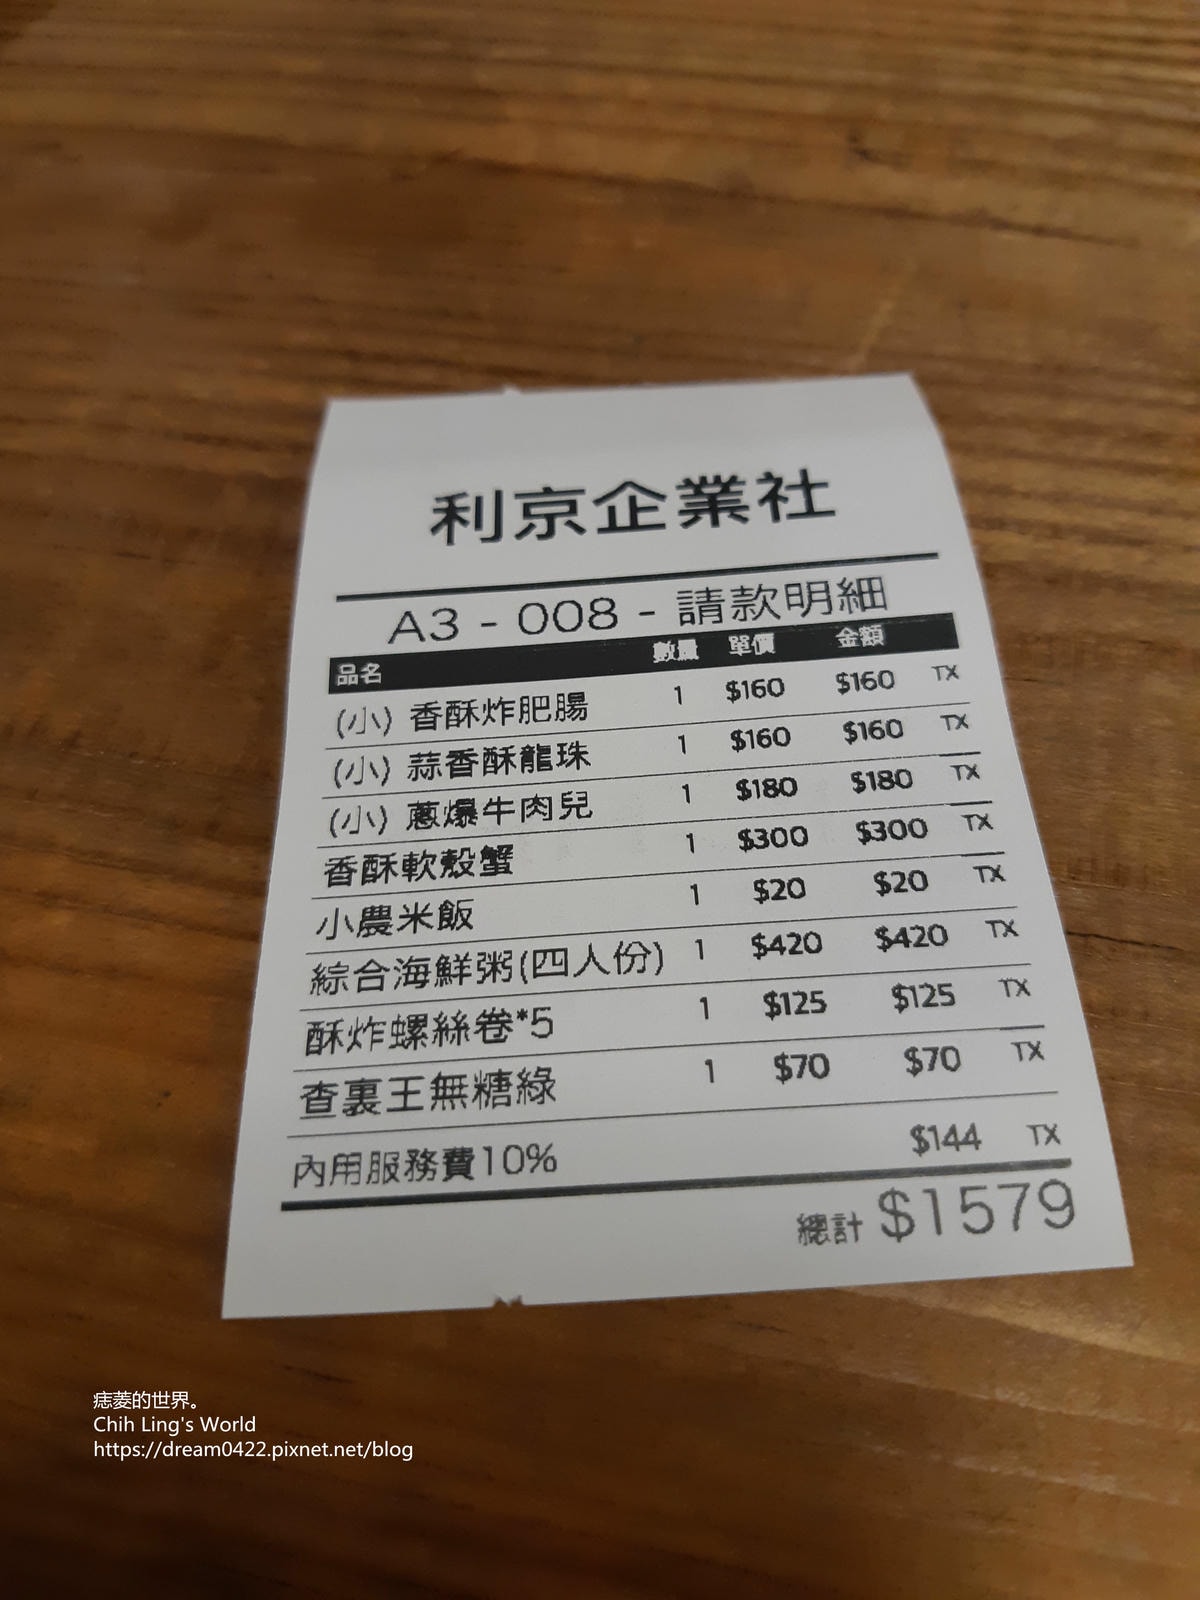 利京企業社
A3 - 008 - 請款明細
品名 數量 單價 金額
(小) 香酥炸肥腸 1 $160 $160 TX
(小) 蒜香酥龍珠 1 $160 $160 TX
(小) 蔥爆牛肉兒 1 $180 $180 TX
香酥軟殼蟹 1 $300 $300 TX
小農米飯 1 $20 $20 TX
綜合海鮮粥(四人份) 1 $420 $420 TX
酥炸螺絲卷*5 1 $125 $125 TX
查裏王無糖綠 1 $70 $70 TX
內用服務費10% $144 TX
總計 $1579
痣菱的世界。
Chih Ling's World
https://dream0422.pixnet.net/blog